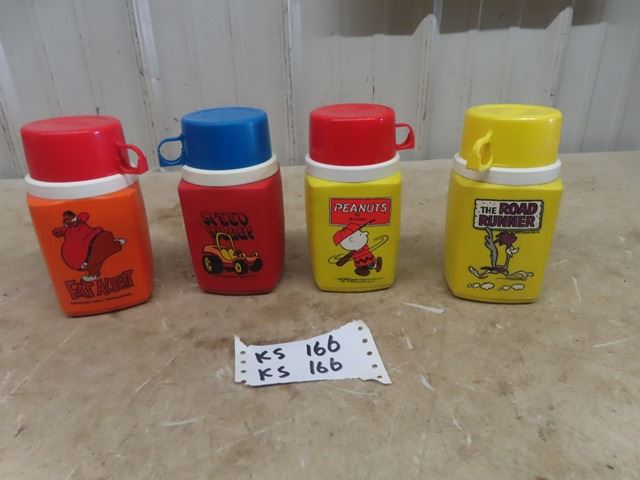 FAT ALBERT
SPEED
BUGGY
PEANUTS
THE ROAD
RUNNER
KS 166
KS 166